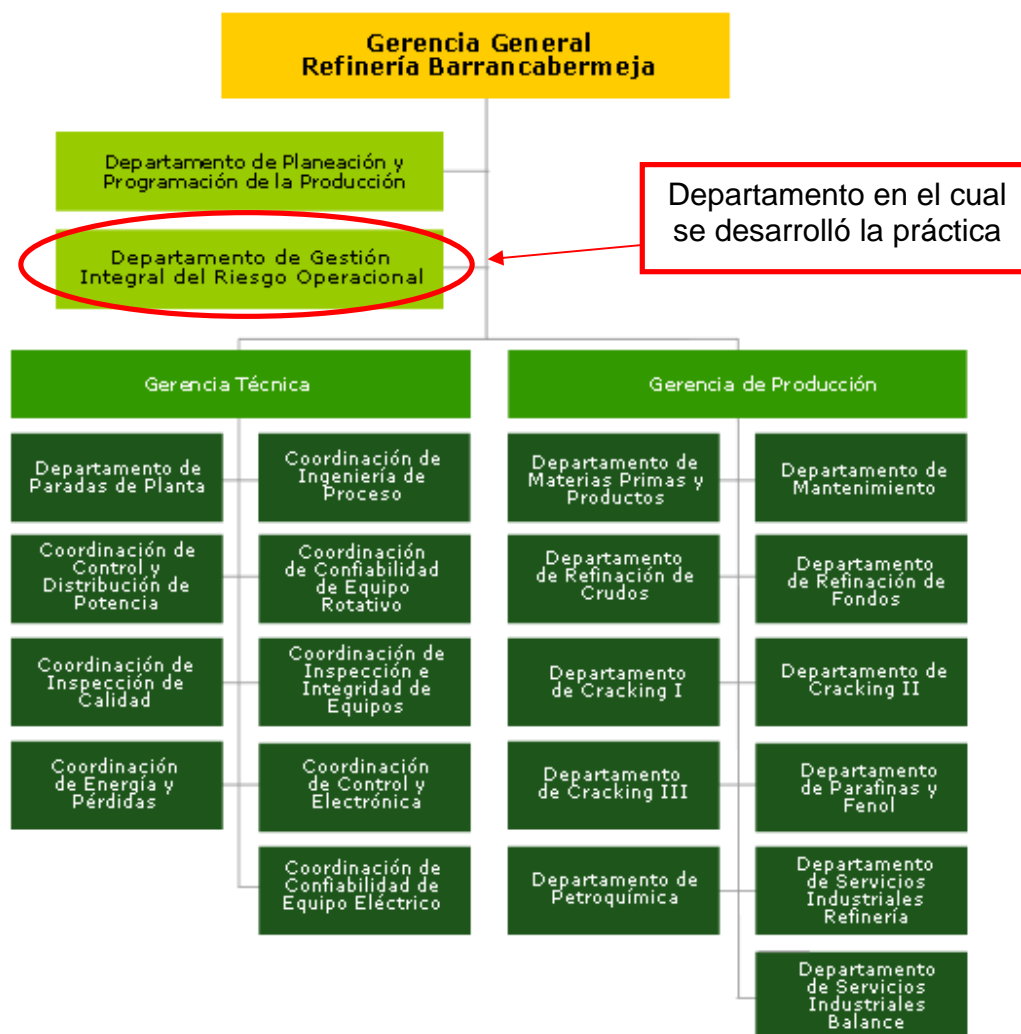 Gerencia General
Refinería Barrancabermeja
Departamento de Planeación y
Programación de la Producción
Departamento en el cual
se desarrolló la práctica
Departamento de Gestión
Integral del Riesgo Operacional
Gerencia Técnica
Gerencia de Producción
Departamento de
Paradas de Planta
Coordinación de
Ingeniería de
Proceso
Departamento de
Materias Primas y
Productos
Departamento de
Mantenimiento
Coordinación de
Control y
Distribución de
Potencia
Coordinación
de Confiabilidad
de Equipo
Rotativo
Departamento
de Refinación de
Crudos
Departamento
de Refinación de
Fondos
Coordinación de
Inspección de
Calidad
Coordinación de
Inspección e
Integridad de
Equipos
Departamento
de Cracking I
Departamento de
Cracking II
Coordinación
de Energía y
Pérdidas
Coordinación
de Control y
Electrónica
Departamento
de Cracking III
Departamento
de Parafinas y
Fenol
Coordinación de
Confiabilidad de
Equipo Eléctrico
Departamento de
Petroquímica
Departamento
de Servicios
Industriales
Refinería
Departamento
de Servicios
Industriales
Balance